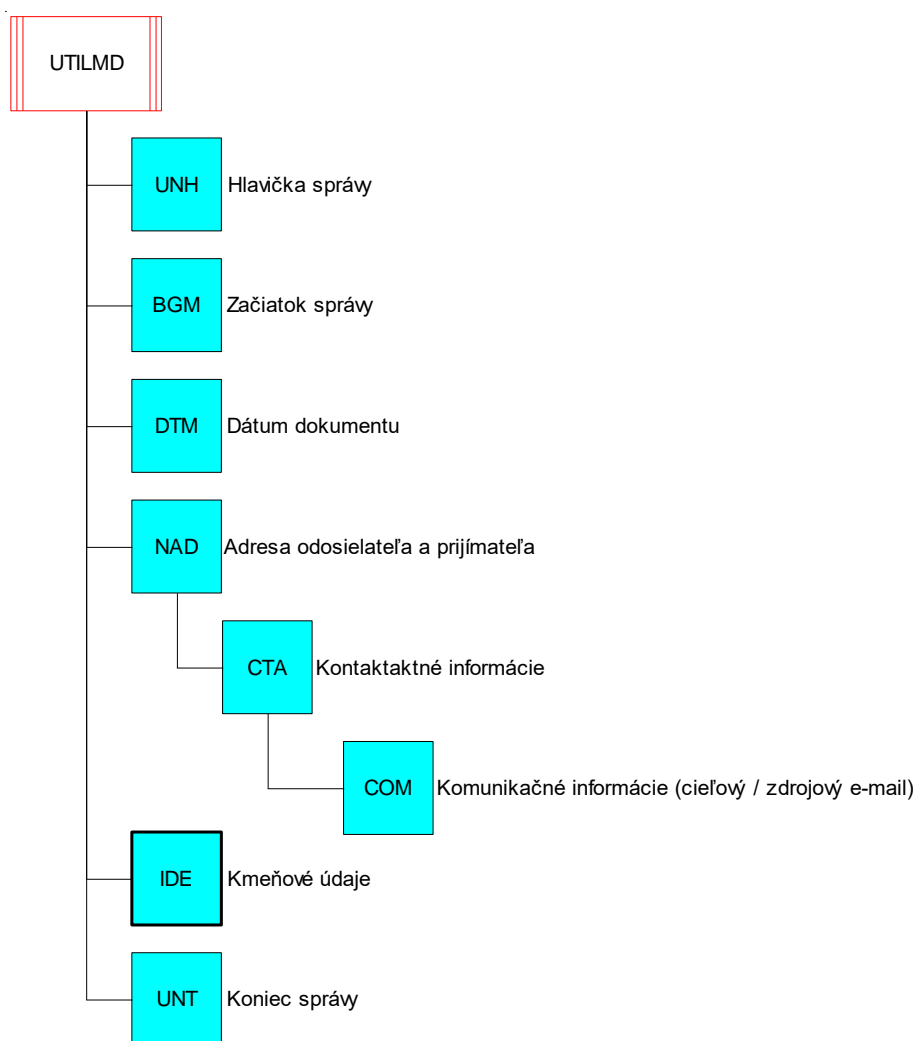 UTILMD
UNH Hlavička správy
BGM Začiatok správy
DTM Dátum dokumentu
NAD Adresa odosielateľa a prijímateľa
CTA Kontaktaktné informácie
COM Komunikačné informácie (cieľový / zdrojový e-mail)
IDE Kmeňové údaje
UNT Koniec správy